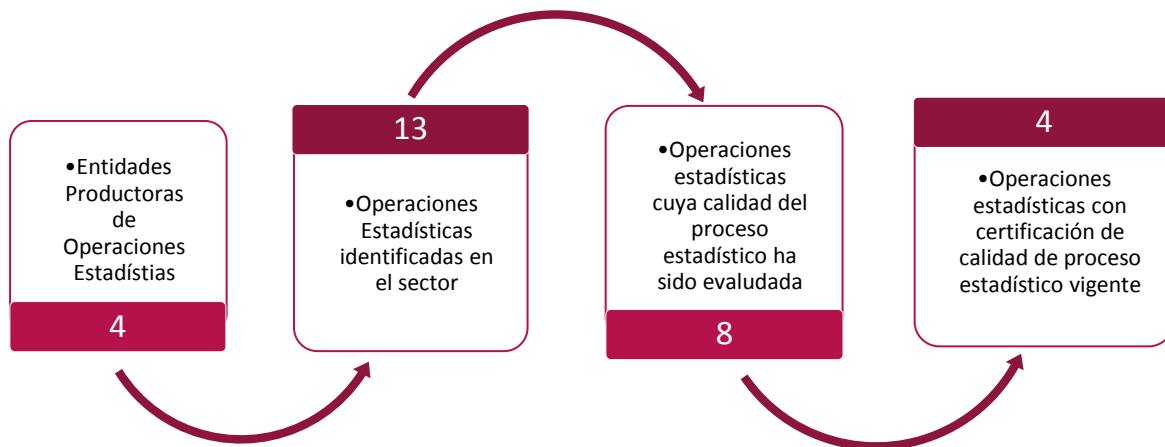 •Entidades
Productoras
de
Operaciones
Estadístias
4
13
•Operaciones
Estadísticas
identificadas en
el sector
•Operaciones
estadísticas
cuya calidad del
proceso
estadístico ha
sido evaludada
8
4
•Operaciones
estadísticas con
certificación de
calidad de proceso
estadístico vigente